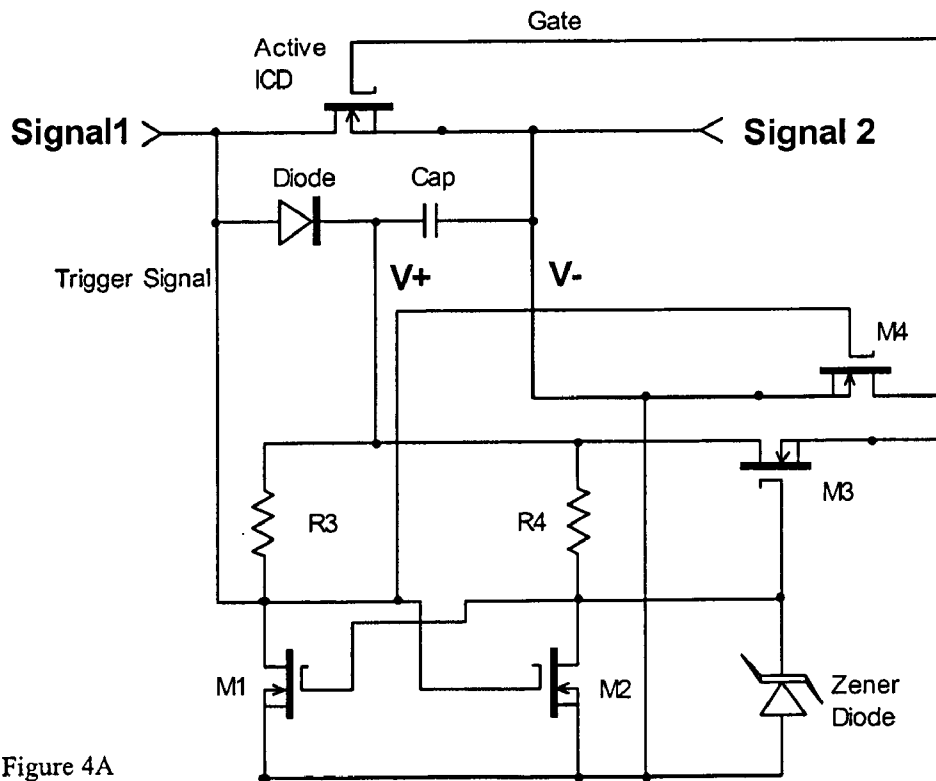 Gate
Active
ICD
Signal1
Signal 2
Diode
Cap
Trigger Signal
V+
V-
M4
M3
R3
R4
M1
M2
Zener
Diode
Figure 4A